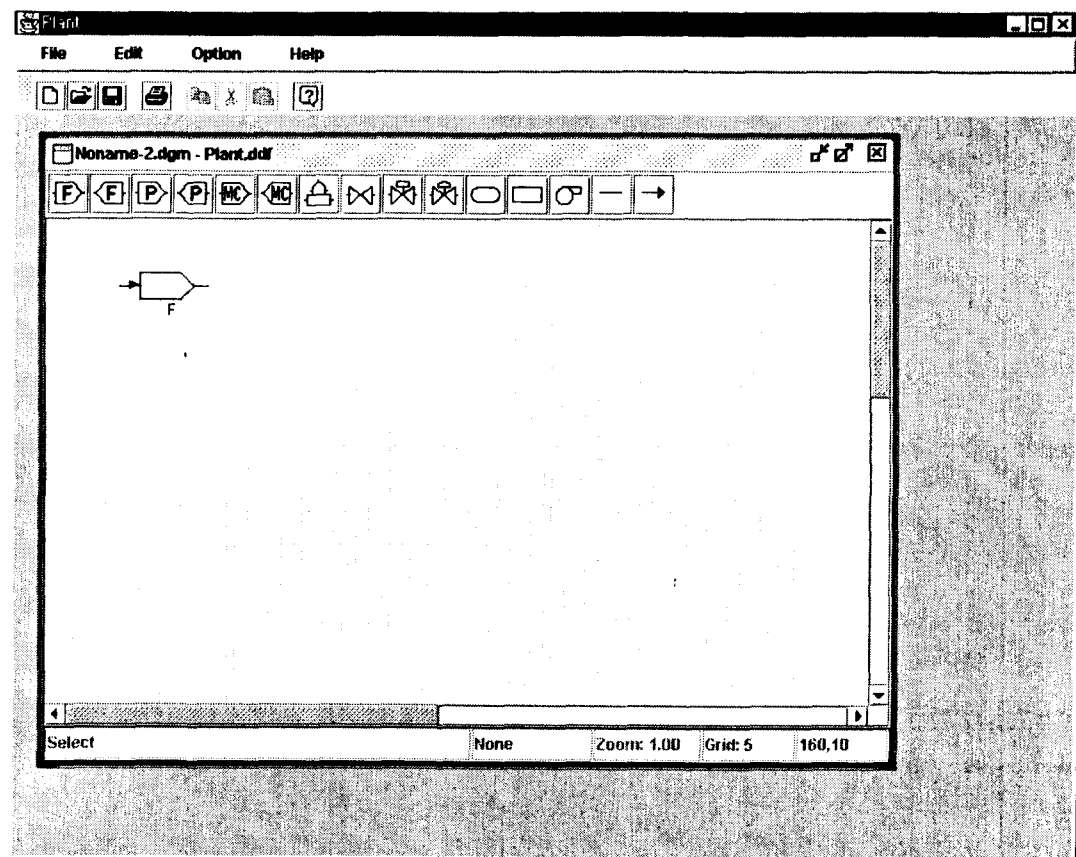 Plant
File Edit Option Help
Noname-2.dgm - Plant.ddf
F F P P MC MC
F
Select None Zoom: 1.00 Grid: 5 160,10